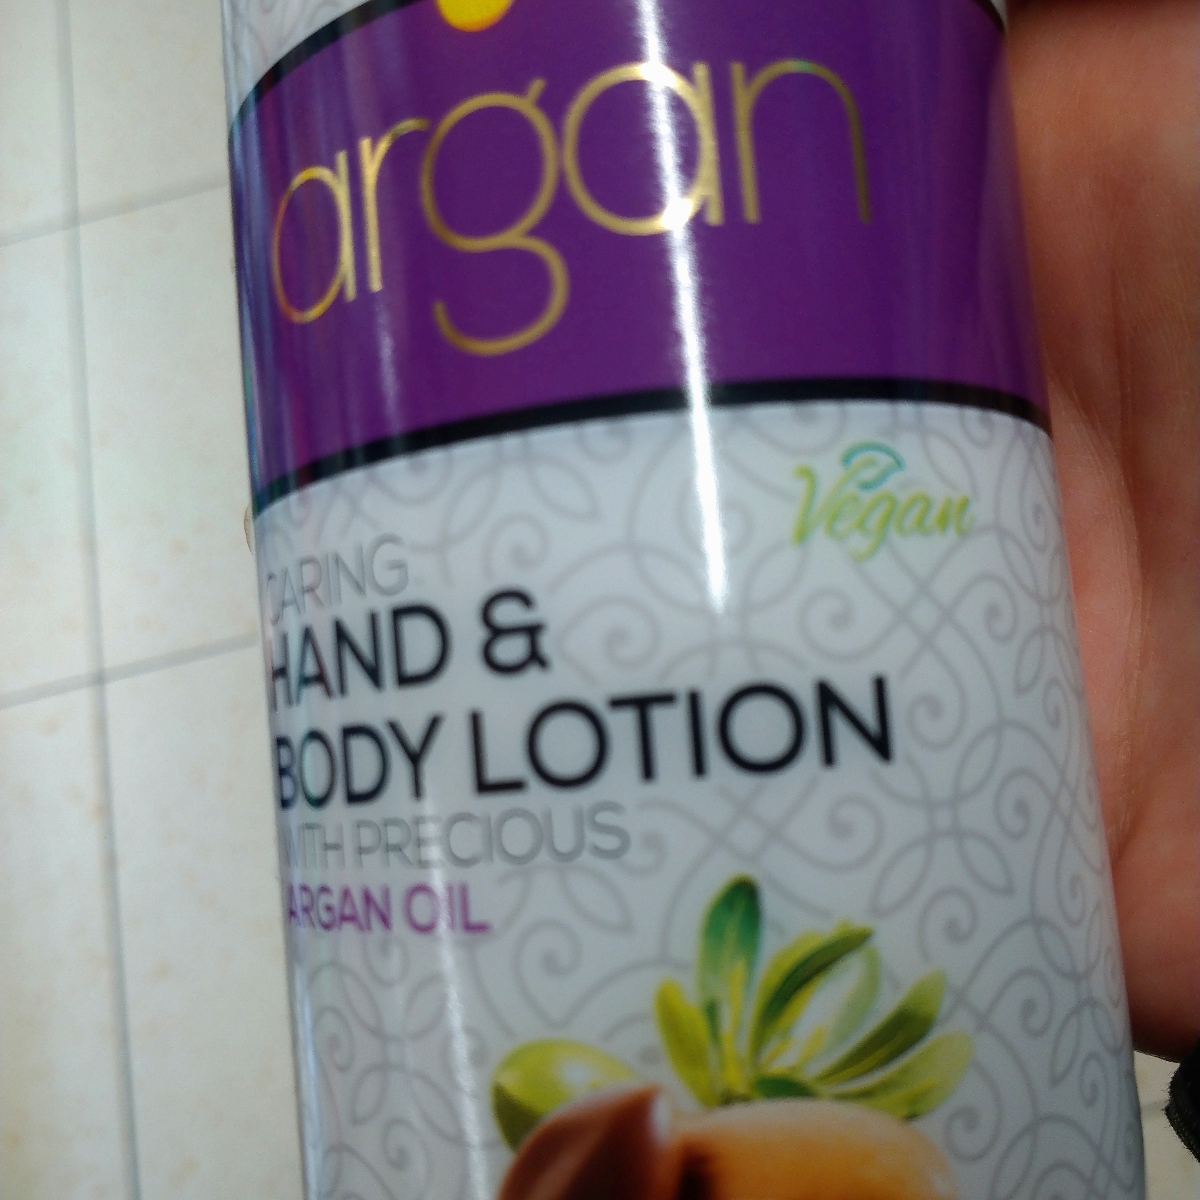 argan
Vegan
CARING
HAND &
BODY LOTION
WITH PRECIOUS
ARGAN OIL